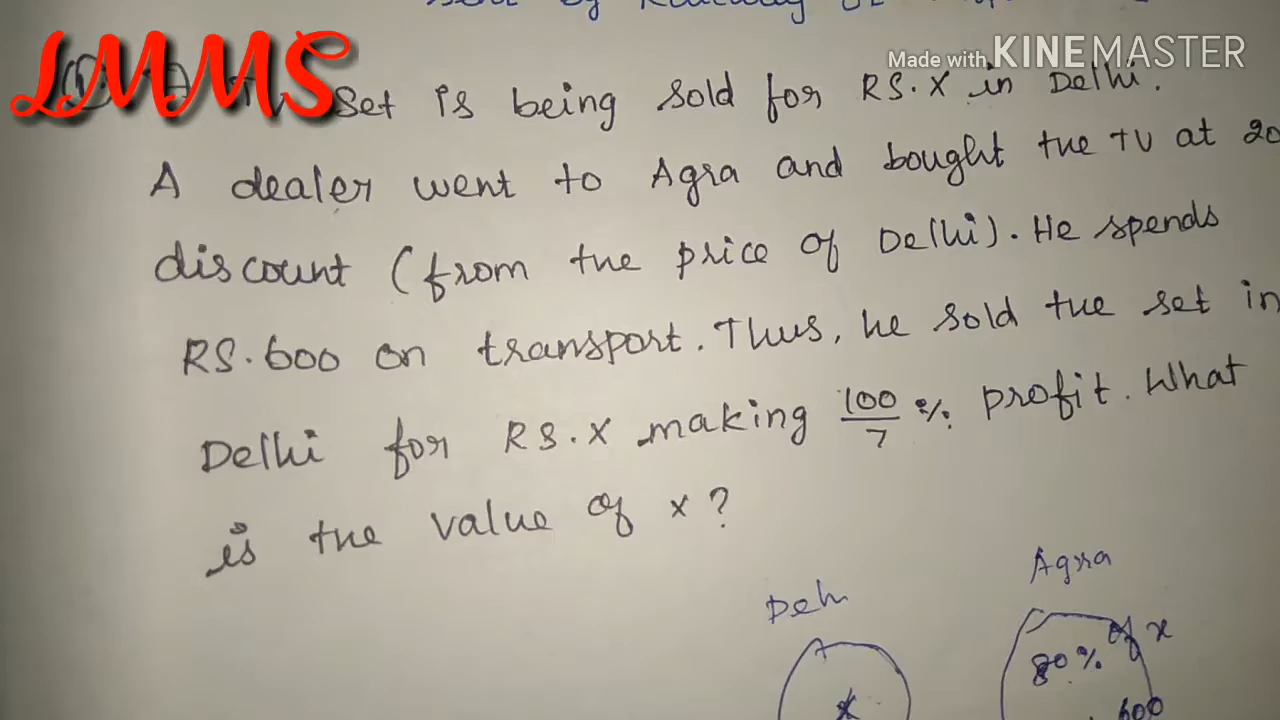 LMMS
Made with KINEMASTER
Set is being sold for RS. X in Delhi.
A dealer went to Agra and bought the TV at 20
discount (from the price of Delhi). He spends
RS. 600 on transport. Thus, he sold the set in
Delhi for RS. X making 100/7 % profit. What
is the value of x?
Agra
Deh
80% of x
x
600